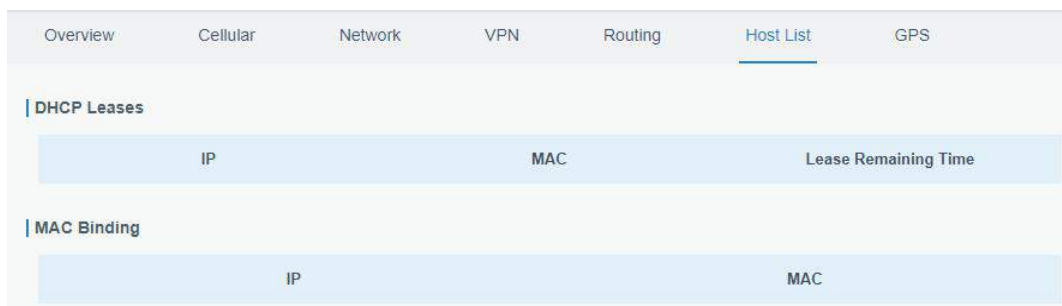 Overview Cellular Network VPN Routing Host List GPS
DHCP Leases
IP MAC Lease Remaining Time
MAC Binding
IP MAC